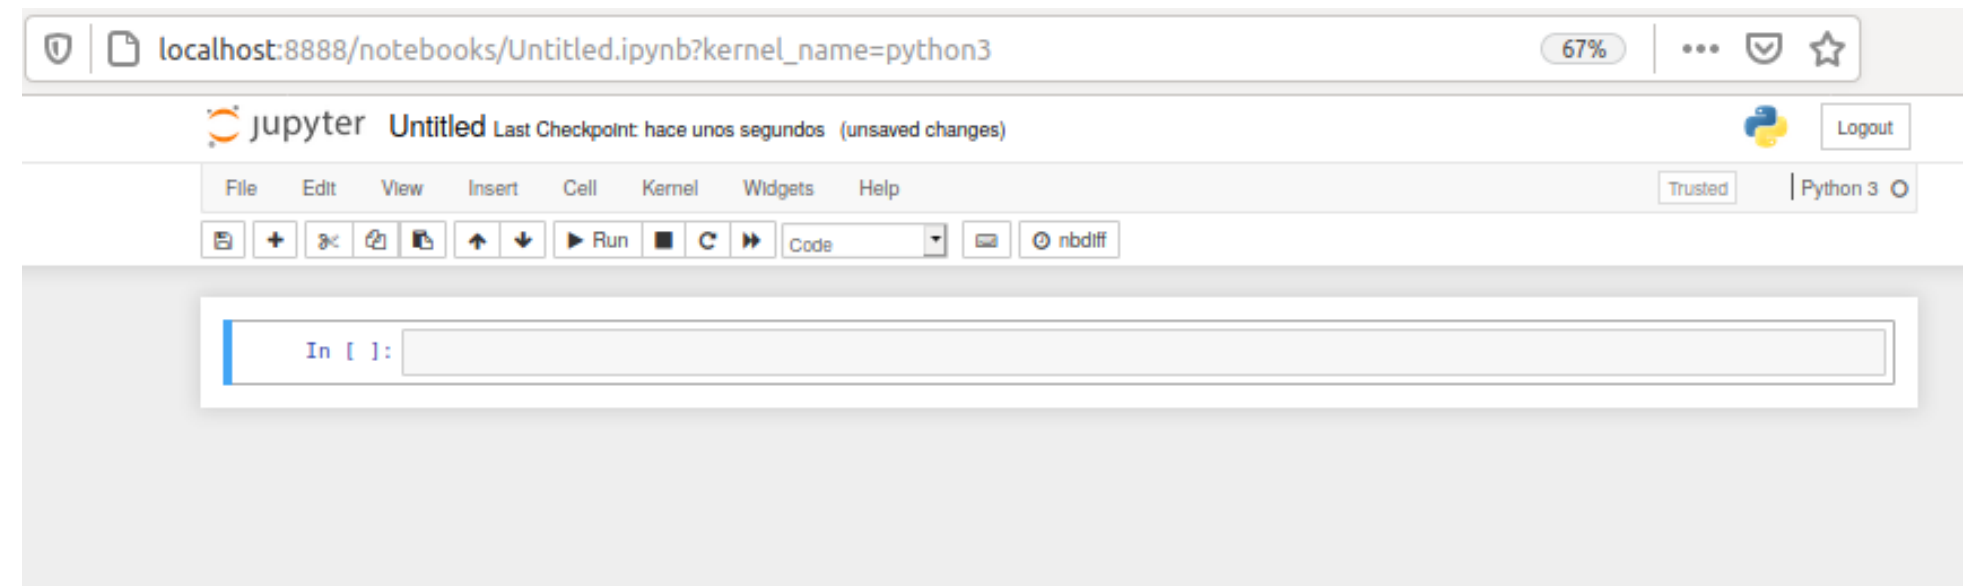 localhost:8888/notebooks/Untitled.ipynb?kernel_name=python3 67%
jupyter Untitled Last Checkpoint: hace unos segundos (unsaved changes) Logout
File Edit View Insert Cell Kernel Widgets Help Trusted Python 3
Run Code nbdiff
In [ ]: